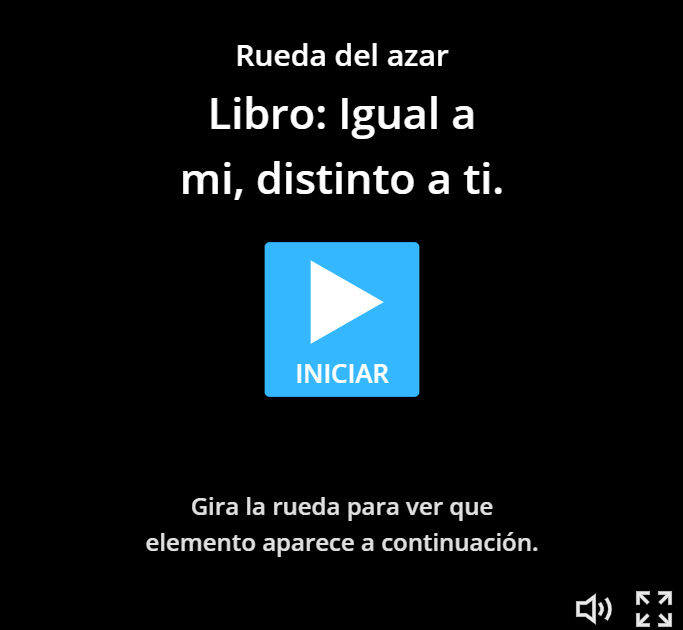 Rueda del azar
Libro: Igual a
mi, distinto a ti.
INICIAR
Gira la rueda para ver que
elemento aparece a continuación.